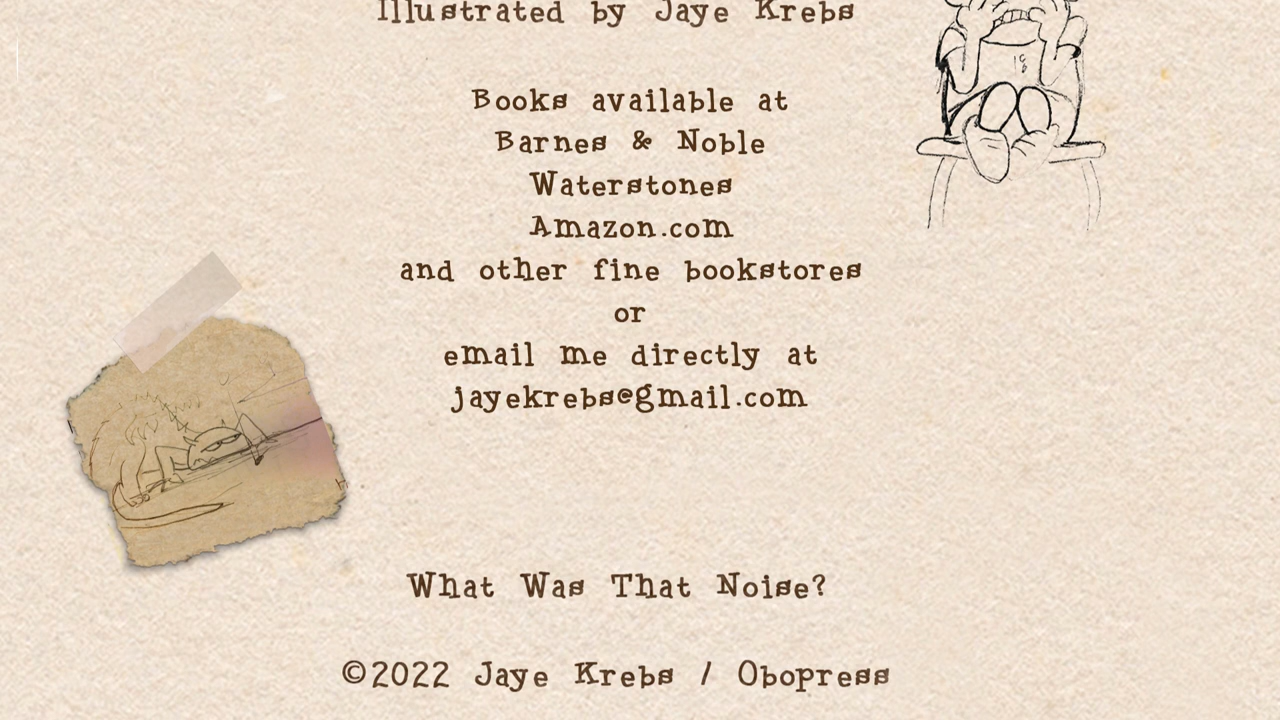 Illustrated by Jaye Krebs
Books available at
Barnes & Noble
Waterstones
Amazon.com
and other fine bookstores
or
email me directly at
jayekrebs@gmail.com
What Was That Noise?
©2022 Jaye Krebs / Obopress